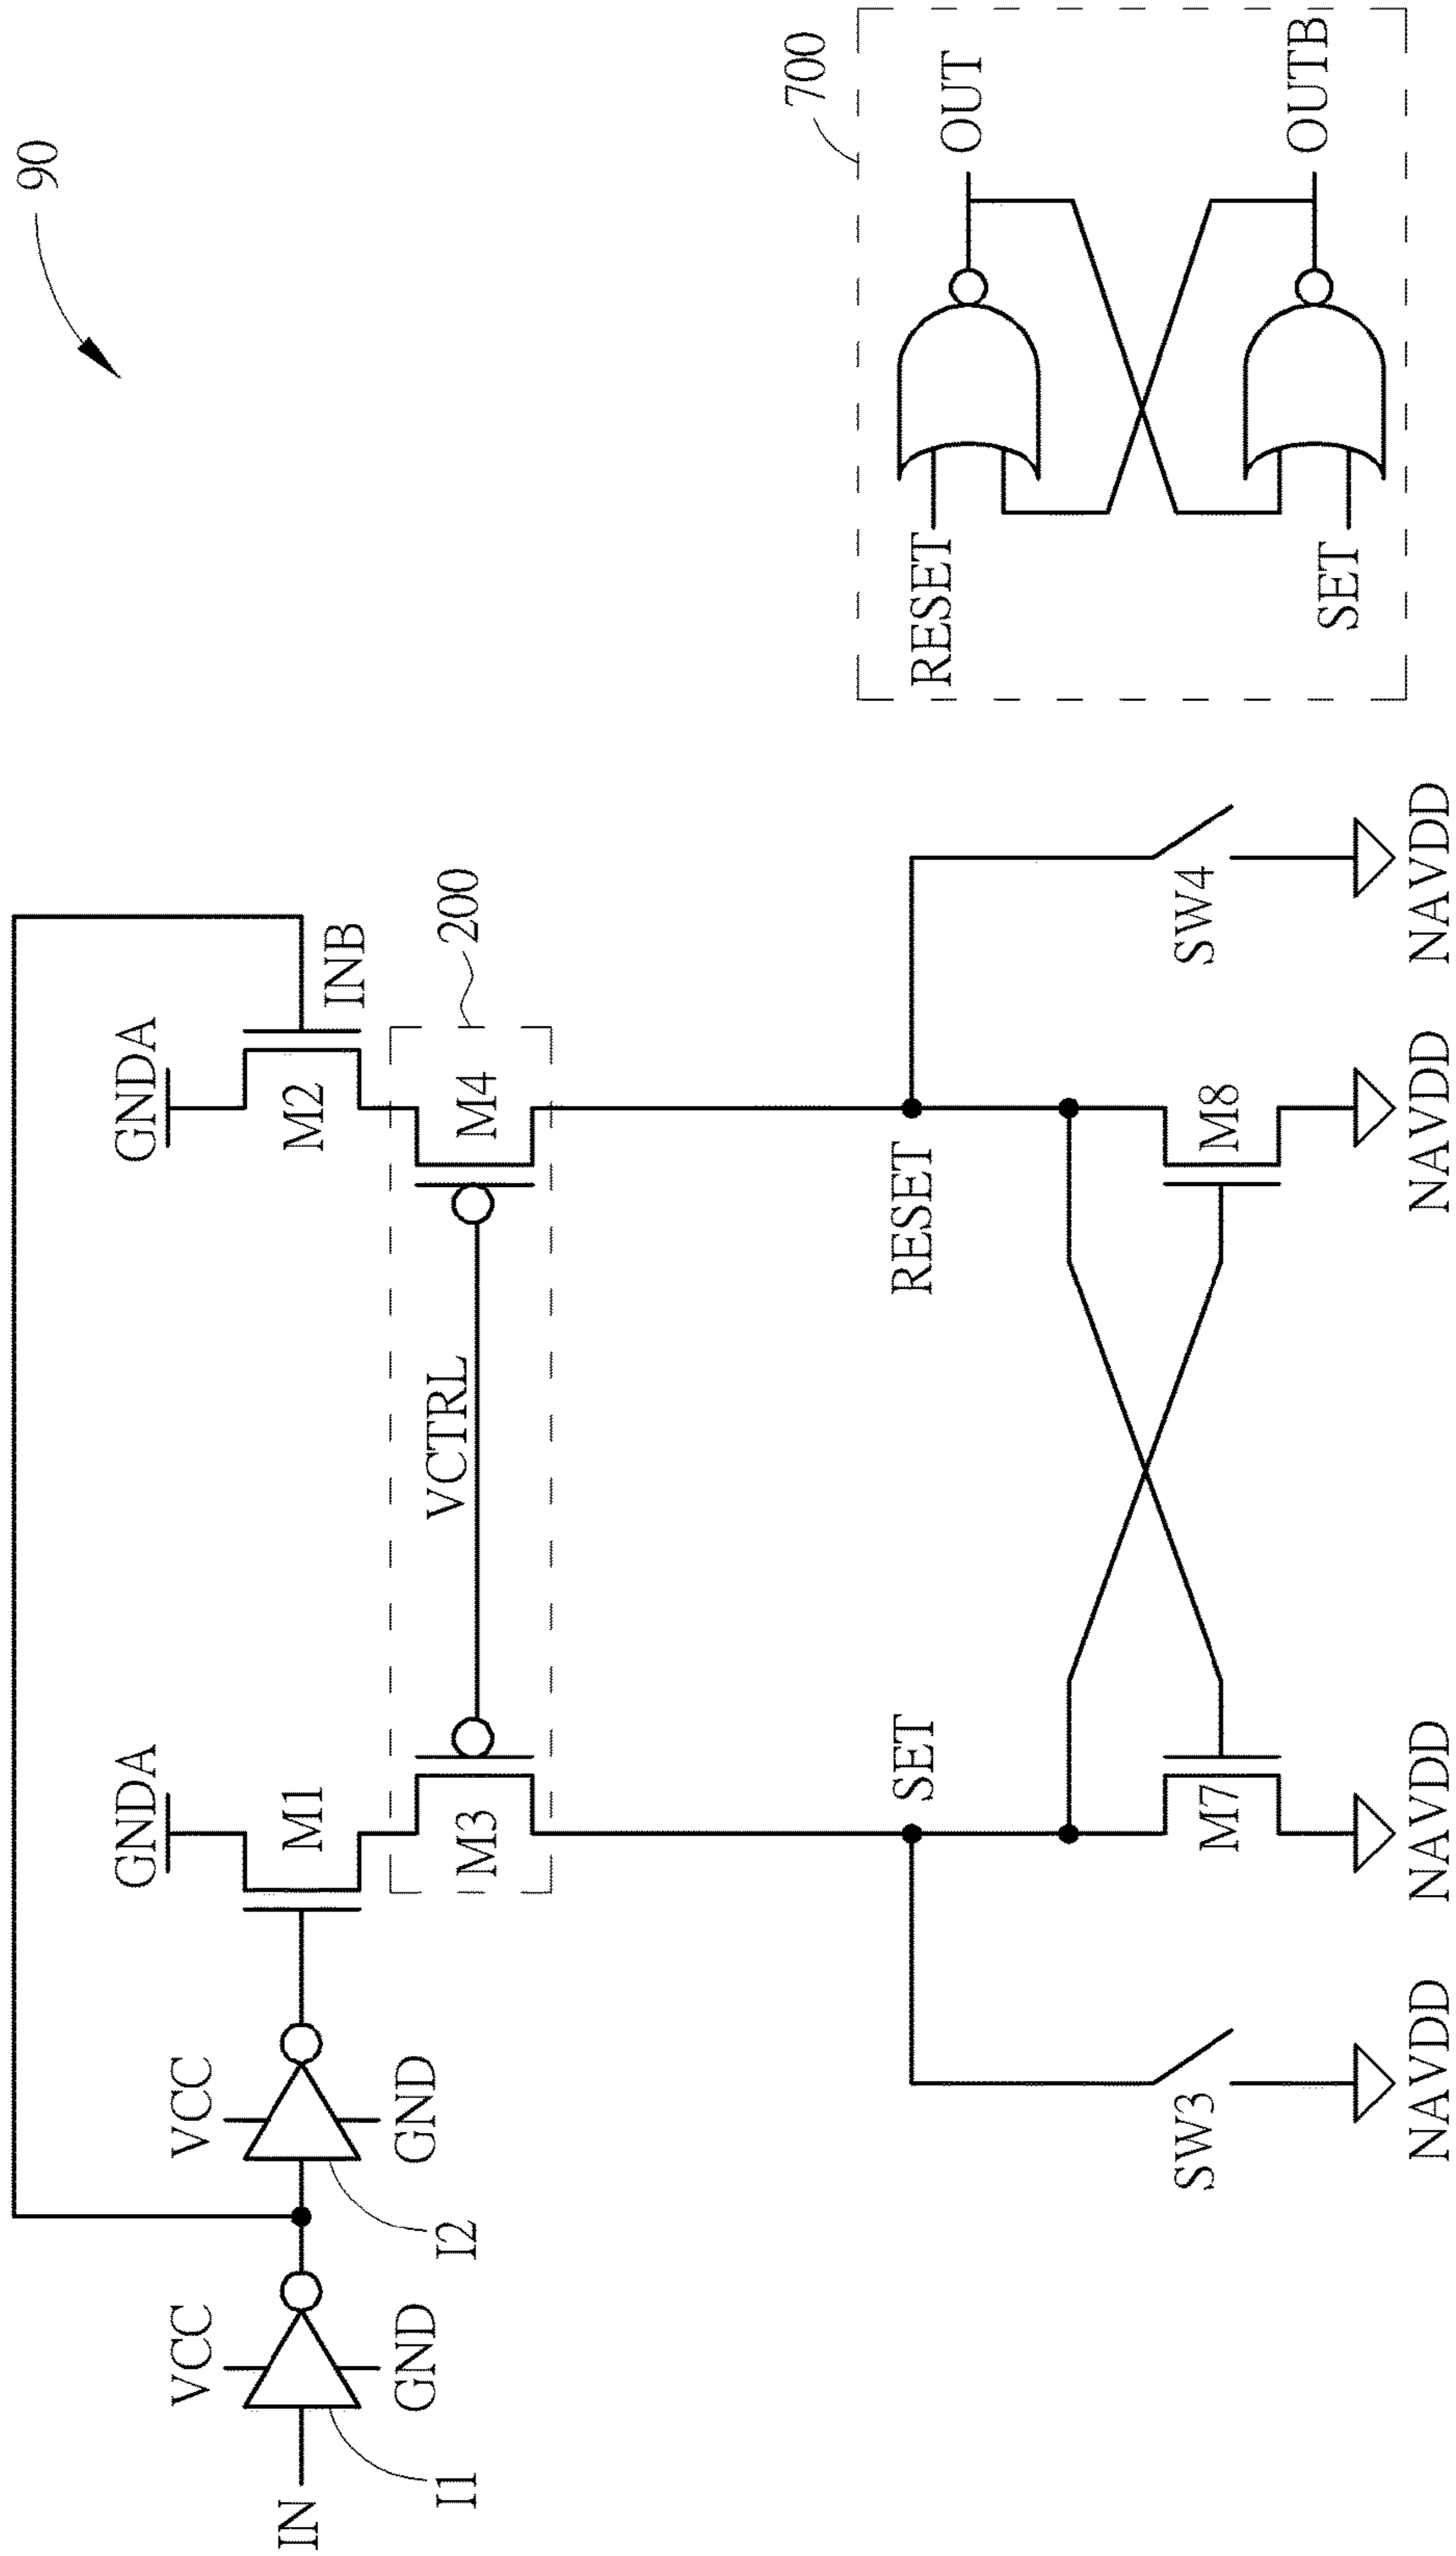 90
IN
I1
VCC
GND
I2
VCC
GND
GNDA
M1
GNDA
M2
INB
M3
VCTRL
M4
200
SET
RESET
SW3
NAVDD
M7
NAVDD
M8
NAVDD
SW4
NAVDD
700
RESET
SET
OUT
OUTB